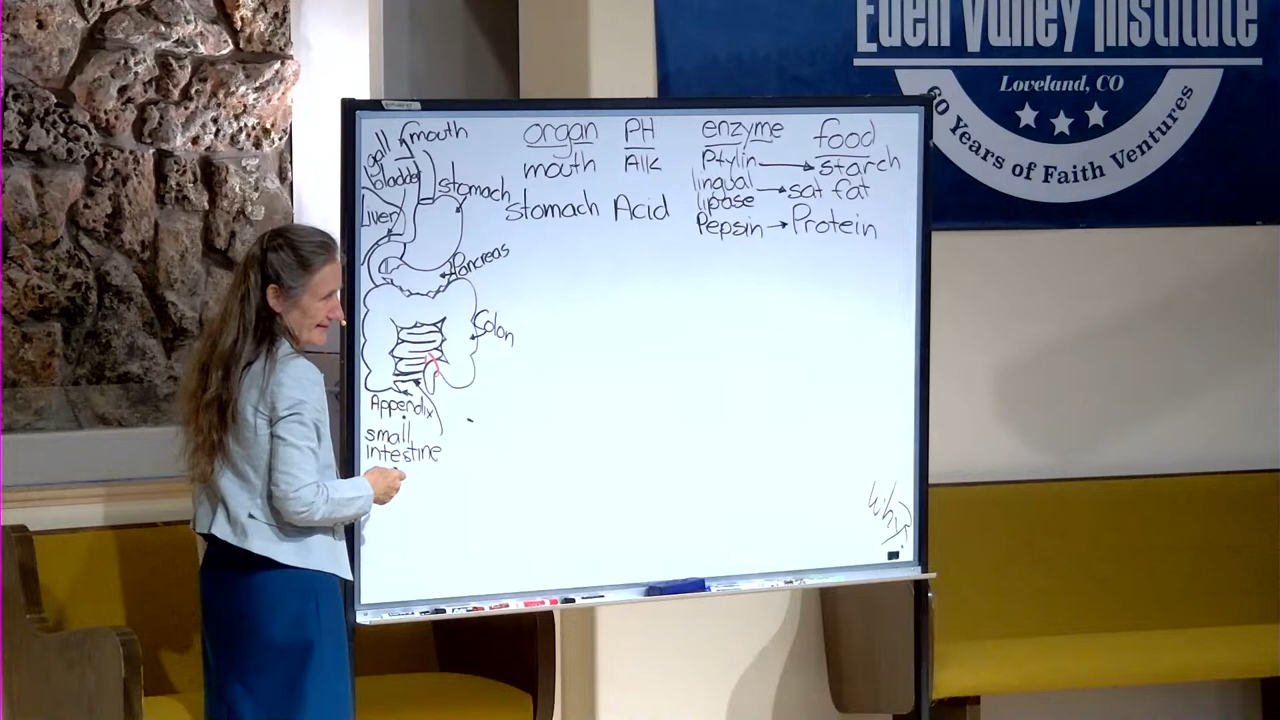 Eden Valley Institute
Loveland, CO
60 Years of Faith Ventures
mouth
gall
bladder
stomach
Liver
Pancreas
Colon
Appendix
small
intestine
organ PH enzyme food
mouth Alk Ptylin starch
lingual
lipase sat fat
stomach Acid Pepsin Protein
Why?